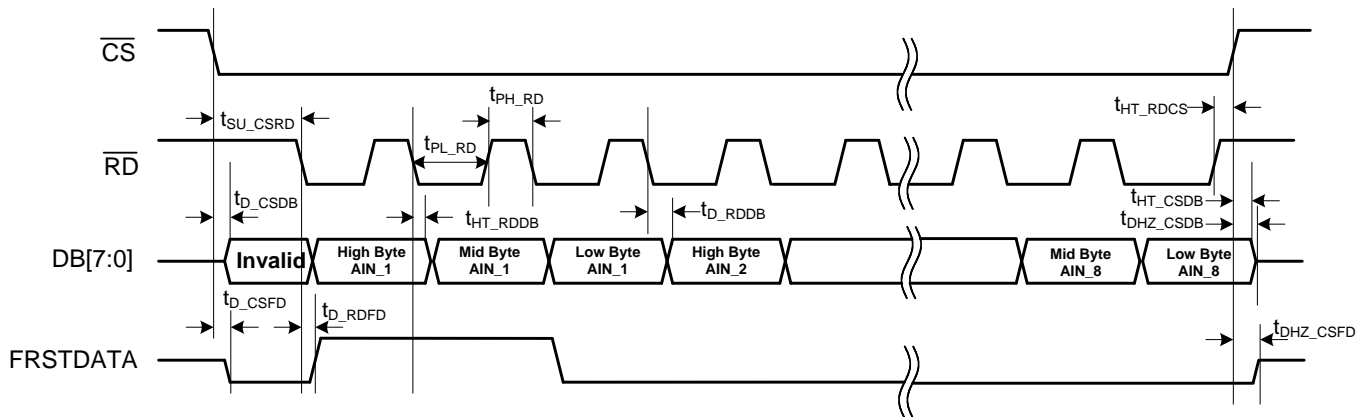 CS
tPH_RD
tHT_RDCS
tSU_CSRD
tPL_RD
RD
tD_CSDB
tHT_RDDB
tD_RDDB
tHT_CSDB
tDHZ_CSDB
DB[7:0]
Invalid
High Byte
AIN_1
Mid Byte
AIN_1
Low Byte
AIN_1
High Byte
AIN_2
Mid Byte
AIN_8
Low Byte
AIN_8
tD_CSFD
tD_RDFD
tDHZ_CSFD
FRSTDATA